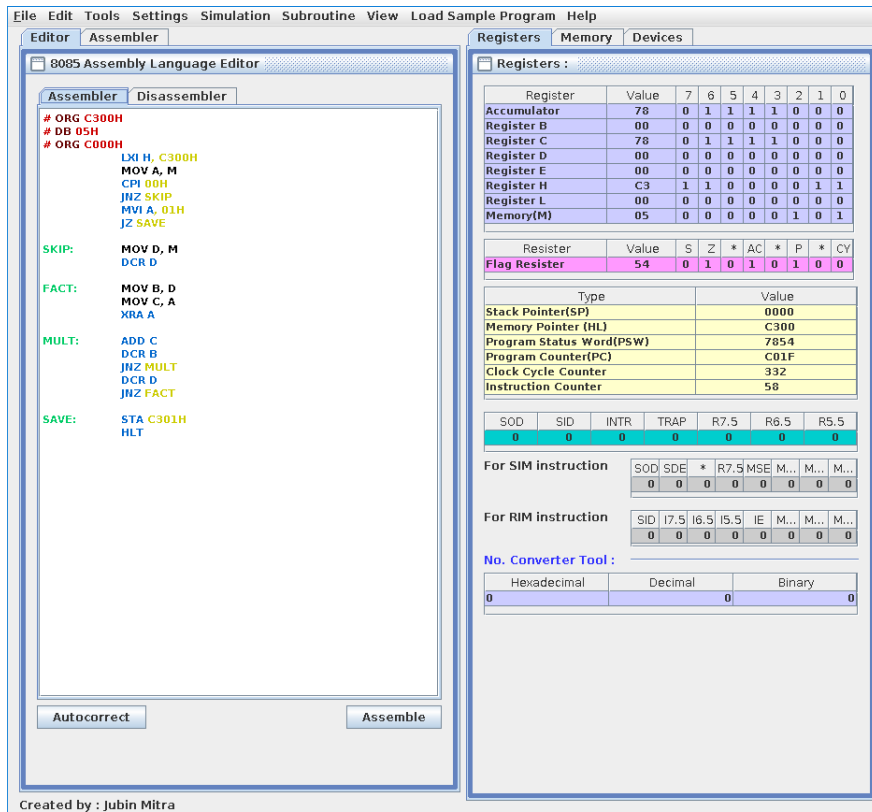 File Edit Tools Settings Simulation Subroutine View Load Sample Program Help
Editor Assembler
8085 Assembly Language Editor
Assembler Disassembler
# ORG C300H
# DB 05H
# ORG C000H
LXI H, C300H
MOV A, M
CPI 00H
JNZ SKIP
MVI A, 01H
JZ SAVE
SKIP: MOV D, M
DCR D
FACT: MOV B, D
MOV C, A
XRA A
MULT: ADD C
DCR B
JNZ MULT
DCR D
JNZ FACT
SAVE: STA C301H
HLT
Autocorrect Assemble
Created by : Jubin Mitra
Registers Memory Devices
Registers :
Register Value 7 6 5 4 3 2 1 0
Accumulator 78 0 1 1 1 1 0 0 0
Register B 00 0 0 0 0 0 0 0 0
Register C 78 0 1 1 1 1 0 0 0
Register D 00 0 0 0 0 0 0 0 0
Register E 00 0 0 0 0 0 0 0 0
Register H C3 1 1 0 0 0 0 1 1
Register L 00 0 0 0 0 0 0 0 0
Memory(M) 05 0 0 0 0 0 1 0 1
Resister Value S Z * AC * P * CY
Flag Resister 54 0 1 0 1 0 1 0 0
Type Value
Stack Pointer(SP) 0000
Memory Pointer (HL) C300
Program Status Word(PSW) 7854
Program Counter(PC) C01F
Clock Cycle Counter 332
Instruction Counter 58
SOD SID INTR TRAP R7.5 R6.5 R5.5
0 0 0 0 0 0 0
For SIM instruction
SOD SDE * R7.5 MSE M... M... M...
0 0 0 0 0 0 0 0
For RIM instruction
SID I7.5 I6.5 I5.5 IE M... M... M...
0 0 0 0 0 0 0 0
No. Converter Tool :
Hexadecimal Decimal Binary
0 0 0